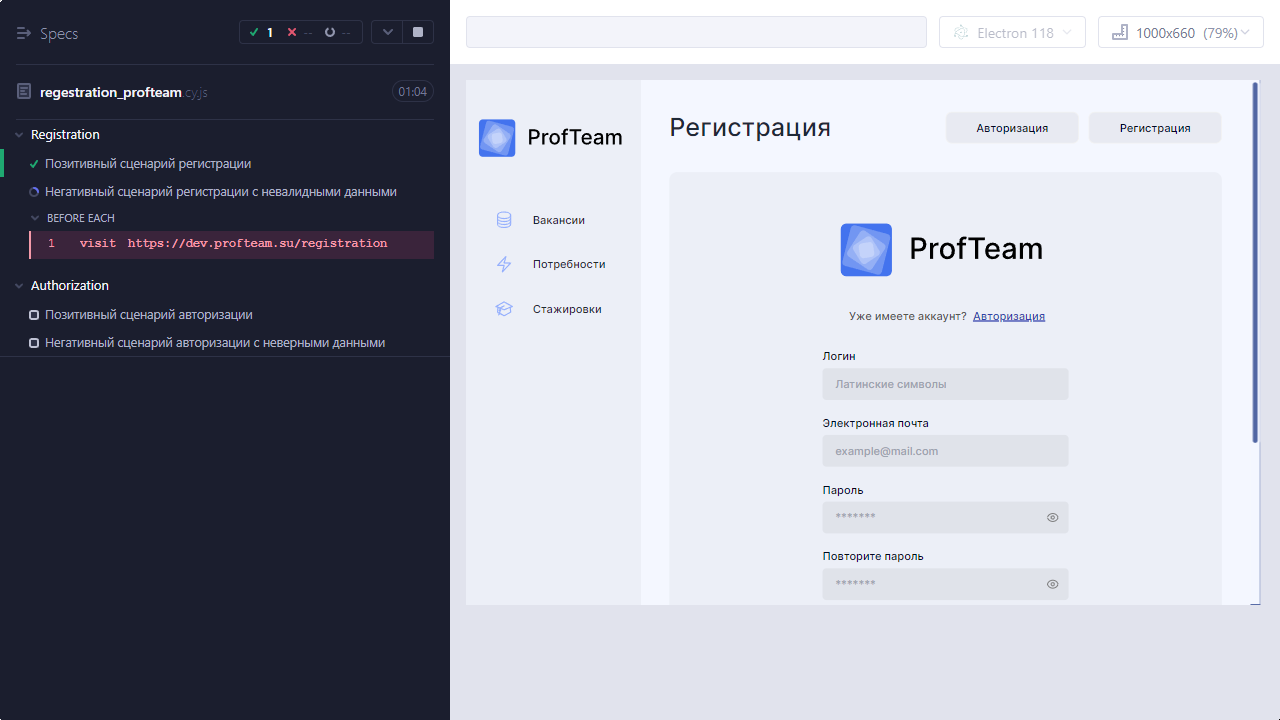 Specs
1 -- --
regestration_profteam.cy.js 01:04
Registration
Позитивный сценарий регистрации
Негативный сценарий регистрации с невалидными данными
BEFORE EACH
1 visit https://dev.profteam.su/registration
Authorization
Позитивный сценарий авторизации
Негативный сценарий авторизации с неверными данными
Electron 118
1000x660 (79%)
ProfTeam
Вакансии
Потребности
Стажировки
Регистрация
Авторизация
Регистрация
ProfTeam
Уже имеете аккаунт? Авторизация
Логин
Латинские символы
Электронная почта
example@mail.com
Пароль
*******
Повторите пароль
*******